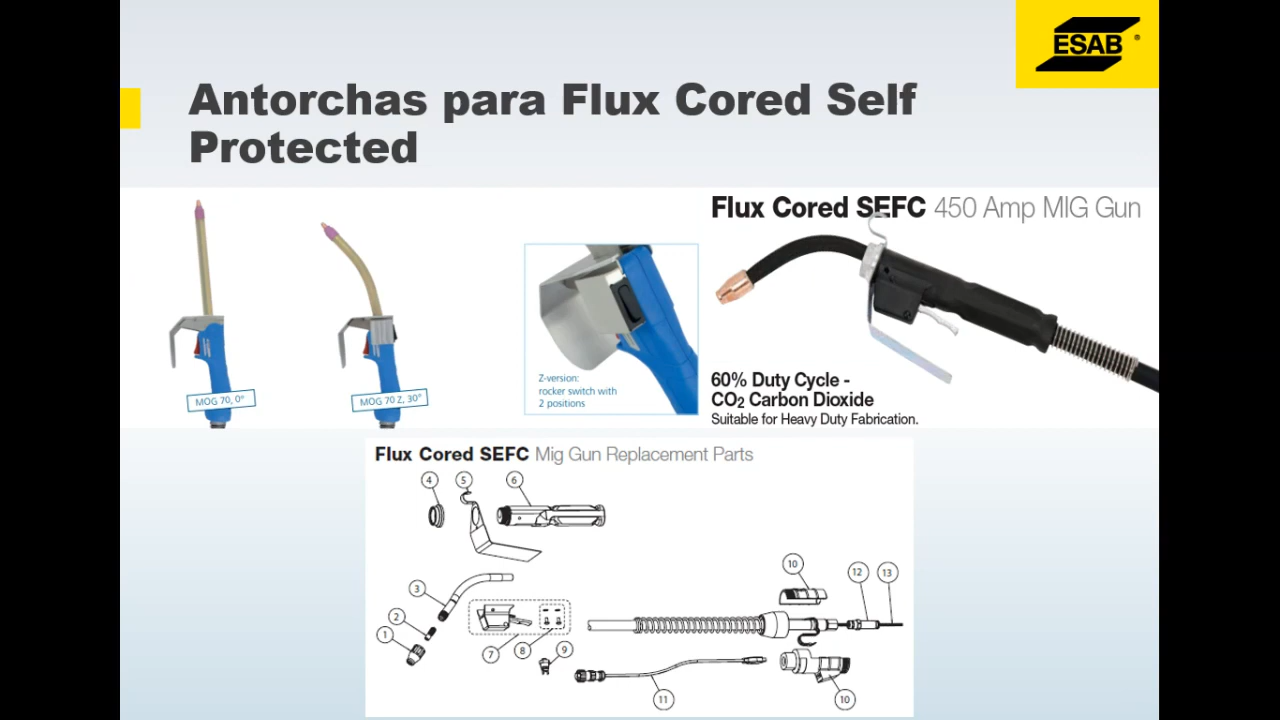 ESAB®
Antorchas para Flux Cored Self
Protected
MOG 70, 0°
MOG 70 Z, 30°
Z-version:
rocker switch with
2 positions
Flux Cored SEFC 450 Amp MIG Gun
60% Duty Cycle -
CO2 Carbon Dioxide
Suitable for Heavy Duty Fabrication.
Flux Cored SEFC Mig Gun Replacement Parts
4
5
6
10
12
13
3
2
1
7
8
9
11
10